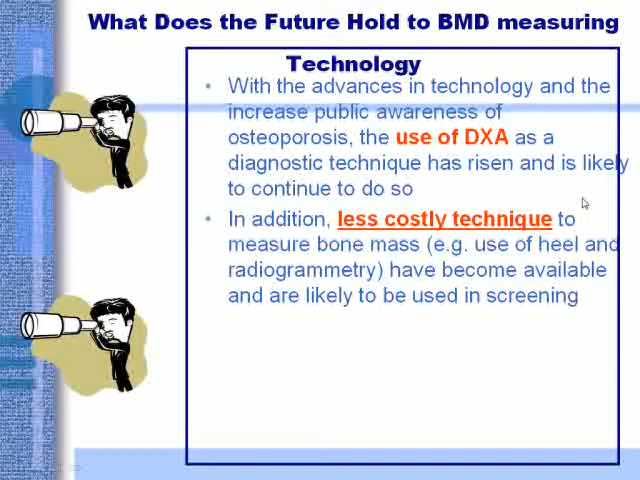 What Does the Future Hold to BMD measuring
Technology
• With the advances in technology and the
increase public awareness of
osteoporosis, the use of DXA as a
diagnostic technique has risen and is likely
to continue to do so
• In addition, less costly technique to
measure bone mass (e.g. use of heel and
radiogrammetry) have become available
and are likely to be used in screening